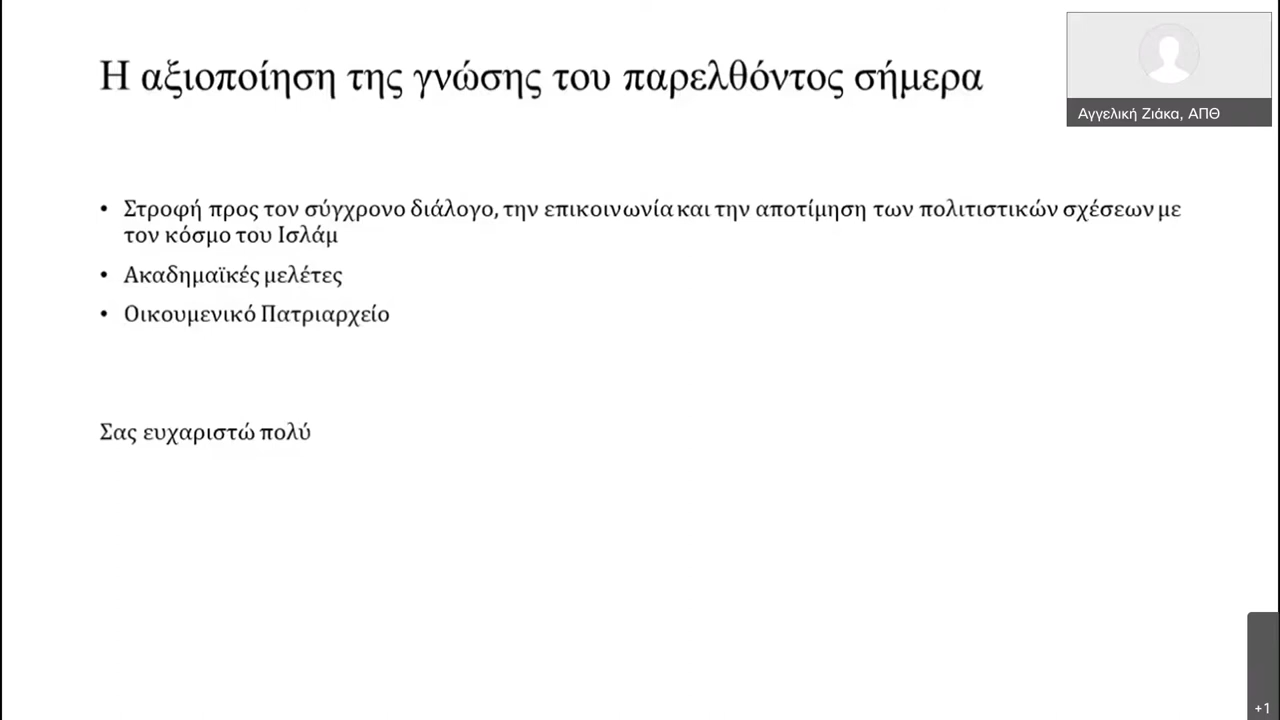 Η αξιοποίηση της γνώσης του παρελθόντος σήμερα
Αγγελική Ζιάκα, ΑΠΘ
• Στροφή προς τον σύγχρονο διάλογο, την επικοινωνία και την αποτίμηση των πολιτιστικών σχέσεων με
τον κόσμο του Ισλάμ
• Ακαδημαϊκές μελέτες
• Οικουμενικό Πατριαρχείο
Σας ευχαριστώ πολύ
+1